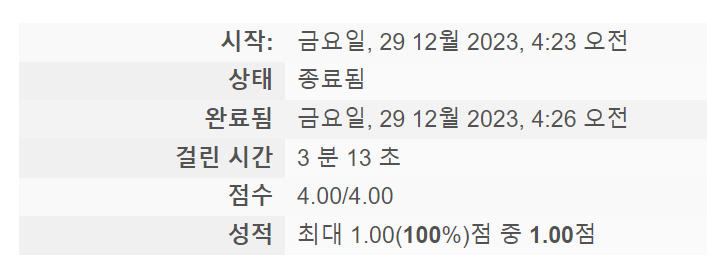 시작: 금요일, 29 12월 2023, 4:23 오전
상태 종료됨
완료됨 금요일, 29 12월 2023, 4:26 오전
걸린 시간 3 분 13 초
점수 4.00/4.00
성적 최대 1.00(100%)점 중 1.00점